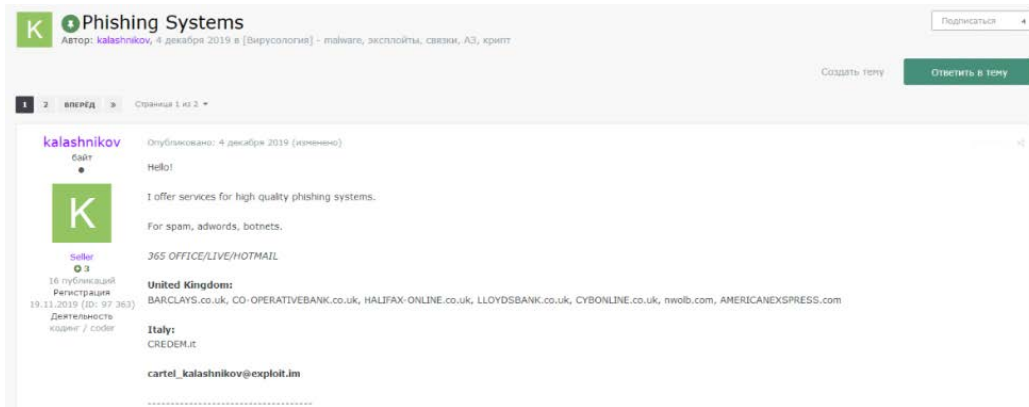 K
Phishing Systems
Автор: kalashnikov, 4 декабря 2019 в [Вирусология] - malware, эксплойты, связки, АЗ, крипт
Подписаться 4
Создать тему
Ответить в тему
1 2 ВПЕРЁД » Страница 1 из 2
kalashnikov
байт
K
Seller
3
16 публикаций
Регистрация
19.11.2019 (ID: 97 363)
Деятельность
кодинг / coder
Опубликовано: 4 декабря 2019 (изменено)
Hello!
I offer services for high quality phishing systems.
For spam, adwords, botnets.
365 OFFICE/LIVE/HOTMAIL
United Kingdom:
BARCLAYS.co.uk, CO-OPERATIVEBANK.co.uk, HALIFAX-ONLINE.co.uk, LLOYDSBANK.co.uk, CYBONLINE.co.uk, nwolb.com, AMERICANEXSPRESS.com
Italy:
CREDEM.it
cartel_kalashnikov@exploit.im
------------------------------------